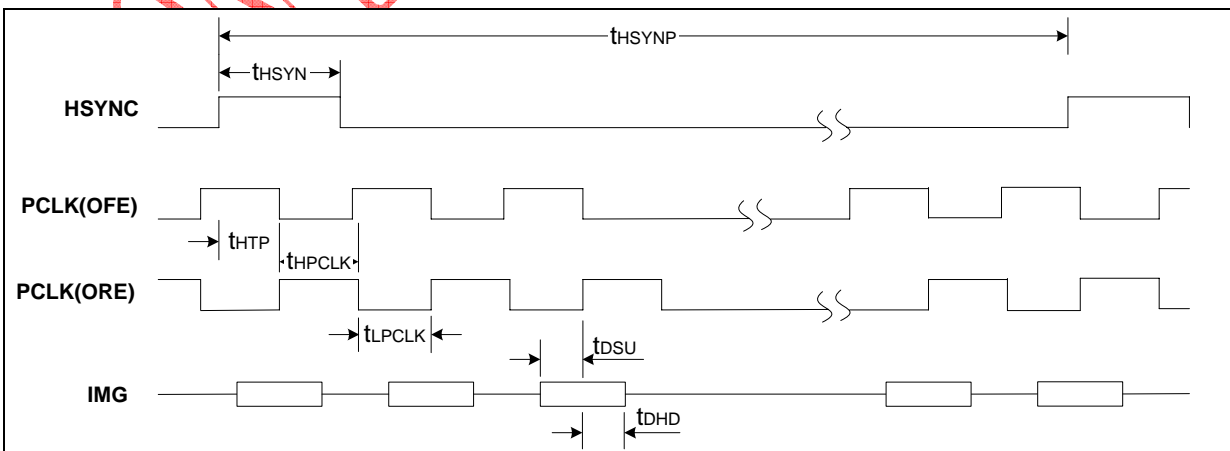 tHSYNP
tHSYN
HSYNC
PCLK(OFE)
tHTP
tHPCLK
PCLK(ORE)
tLPCLK
tDSU
IMG
tDHD